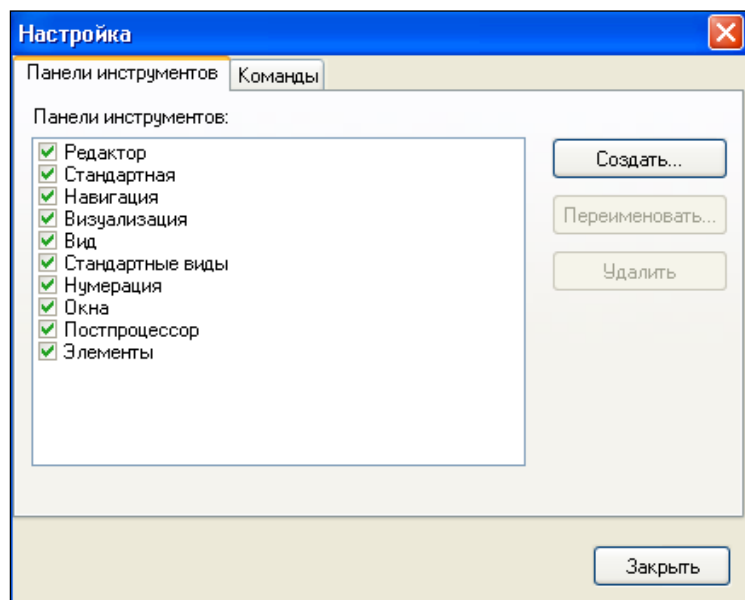 Настройка
Панели инструментов Команды
Панели инструментов:
Редактор
Стандартная
Навигация
Визуализация
Вид
Стандартные виды
Нумерация
Окна
Постпроцессор
Элементы
Создать...
Переименовать...
Удалить
Закрыть